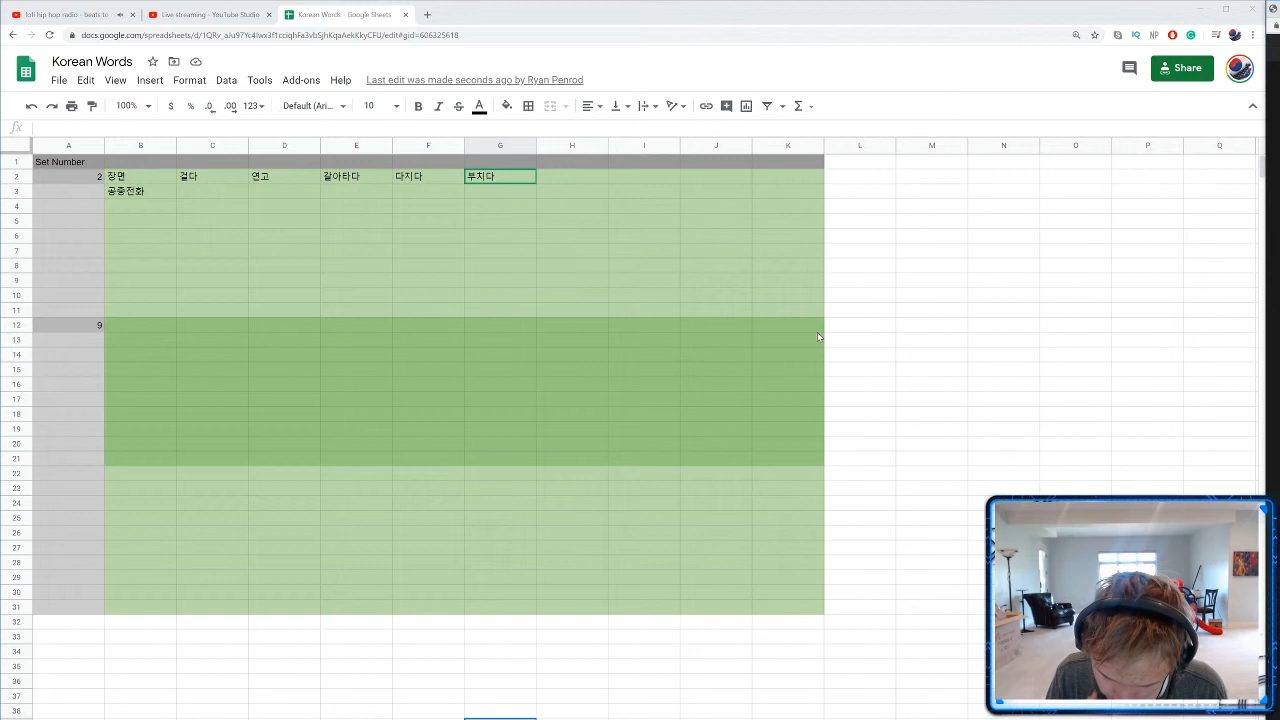 lofi hip hop radio - beats to
Live streaming - YouTube Studio
Korean Words - Google Sheets
docs.google.com/spreadsheets/d/
/edit#gid=606325618
Korean Words
File Edit View Insert Format Data Tools Add-ons Help Last edit was made seconds ago by Ryan Penrod
Share
100% $ % .0 .00 123 Default (Ari... 10 B I S A
fx
A B C D E F G H I J K L M N O P Q
1 Set Number
2 2 장면 걸다 연고 갈아타다 다지다 부치다
3 공중전화
4
5
6
7
8
9
10
11
12 9
13
14
15
16
17
18
19
20
21
22
23
24
25
26
27
28
29
30
31
32
33
34
35
36
37
38